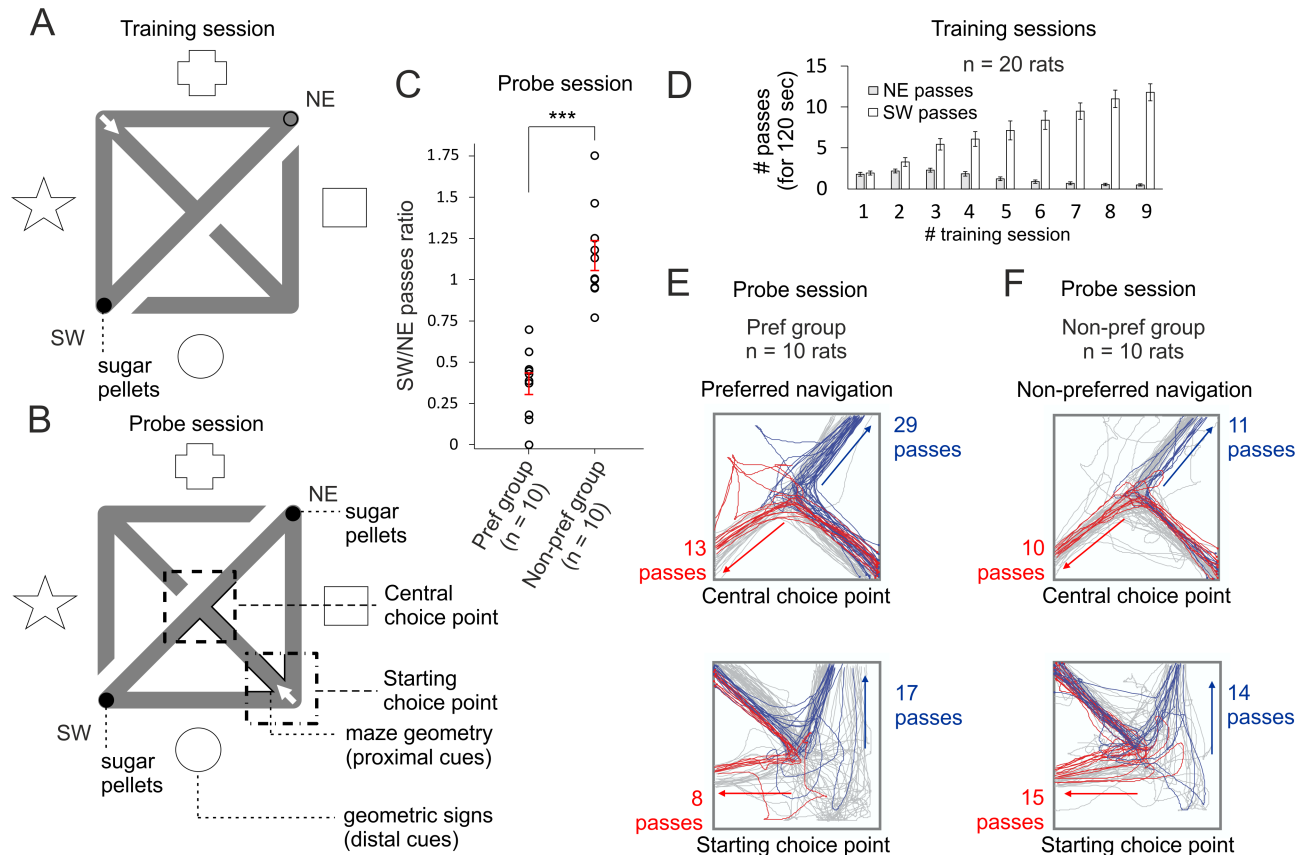 A
Training session
NE
SW
sugar
pellets
B
Probe session
NE
sugar
pellets
Central
choice point
Starting
choice point
maze geometry
(proximal cues)
geometric signs
(distal cues)
SW
sugar
pellets
C
Probe session
***
SW/NE passes ratio
1.75
1.5
1.25
1
0.75
0.5
0.25
0
Pref group
(n = 10)
Non-pref group
(n = 10)
D
Training sessions
n = 20 rats
NE passes
SW passes
# passes
(for 120 sec)
15
10
5
0
1 2 3 4 5 6 7 8 9
# training session
E
Probe session
Pref group
n = 10 rats
Preferred navigation
29
passes
13
passes
Central choice point
17
passes
8
passes
Starting choice point
F
Probe session
Non-pref group
n = 10 rats
Non-preferred navigation
11
passes
10
passes
Central choice point
14
passes
15
passes
Starting choice point